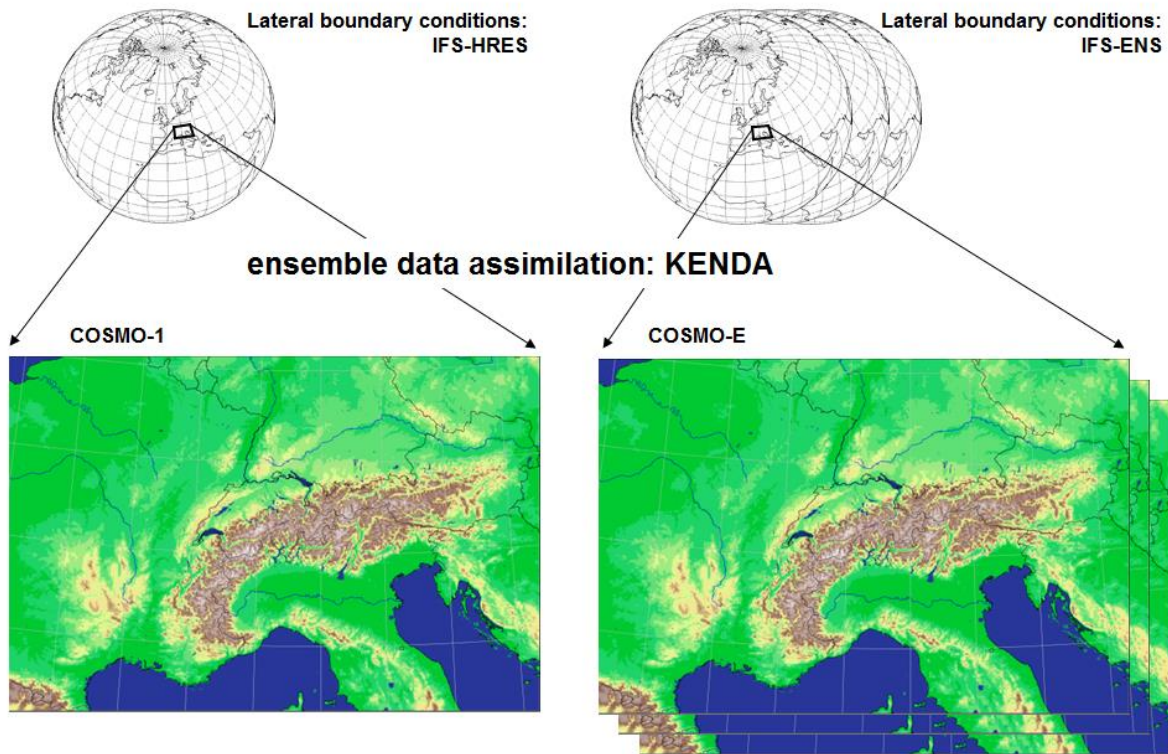 Lateral boundary conditions:
IFS-HRES
Lateral boundary conditions:
IFS-ENS
ensemble data assimilation: KENDA
COSMO-1
COSMO-E